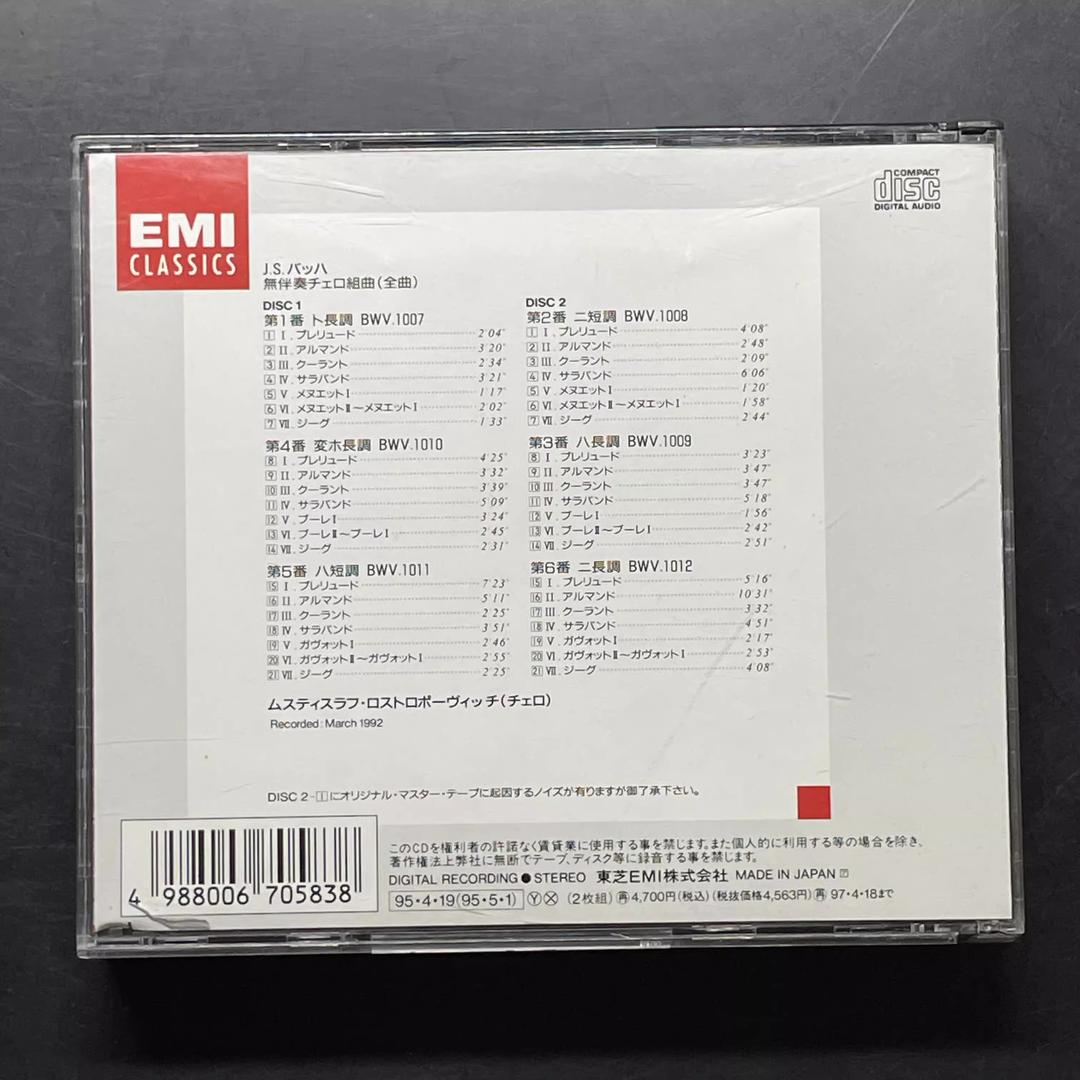 EMI
CLASSICS
COMPACT
disc
DIGITAL AUDIO
J.S.バッハ
無伴奏チェロ組曲(全曲)
DISC 1
第1番 ト長調 BWV.1007
1 I.プレリュード 2'04"
2 II.アルマンド 3'20"
3 III.クーラント 2'34"
4 IV.サラバンド 3'21"
5 V.メヌエットI 1'17"
6 VI.メヌエットII〜メヌエットI 2'02"
7 VII.ジーグ 1'33"
第4番 変ホ長調 BWV.1010
8 I.プレリュード 4'25"
9 II.アルマンド 3'32"
10 III.クーラント 3'39"
11 IV.サラバンド 5'09"
12 V.ブーレI 3'24"
13 VI.ブーレII〜ブーレI 2'45"
14 VII.ジーグ 2'31"
第5番 ハ短調 BWV.1011
15 I.プレリュード 7'23"
16 II.アルマンド 5'11"
17 III.クーラント 2'25"
18 IV.サラバンド 3'51"
19 V.ガヴォットI 2'46"
20 VI.ガヴォットII〜ガヴォットI 2'55"
21 VII.ジーグ 2'25"
DISC 2
第2番 ニ短調 BWV.1008
1 I.プレリュード 4'08"
2 II.アルマンド 2'48"
3 III.クーラント 2'09"
4 IV.サラバンド 6'06"
5 V.メヌエットI 1'20"
6 VI.メヌエットII〜メヌエットI 1'58"
7 VII.ジーグ 2'44"
第3番 ハ長調 BWV.1009
8 I.プレリュード 3'23"
9 II.アルマンド 3'47"
10 III.クーラント 3'47"
11 IV.サラバンド 5'18"
12 V.ブーレI 1'56"
13 VI.ブーレII〜ブーレI 2'42"
14 VII.ジーグ 2'51"
第6番 ニ長調 BWV.1012
15 I.プレリュード 5'16"
16 II.アルマンド 10'31"
17 III.クーラント 3'32"
18 IV.サラバンド 4'51"
19 V.ガヴォットI 2'17"
20 VI.ガヴォットII〜ガヴォットI 2'53"
21 VII.ジーグ 4'08"
ムスティスラフ・ロストロポーヴィッチ(チェロ)
Recorded: March 1992
DISC 2-1にオリジナル・マスター・テープに起因するノイズが有りますが御了承下さい。
4 988006 705838
このCDを権利者の許諾なく賃貸業に使用する事を禁じます。また個人的に利用する等の場合を除き、
著作権法上弊社に無断でテープ、ディスク等に録音する事を禁じます。
DIGITAL RECORDING●STEREO 東芝EMI株式会社 MADE IN JAPAN
95・4・19(95・5・1) Ⓨ Ⓧ (2枚組) 再4,700円(税込)(税抜価格4,563円) 再97・4・18まで